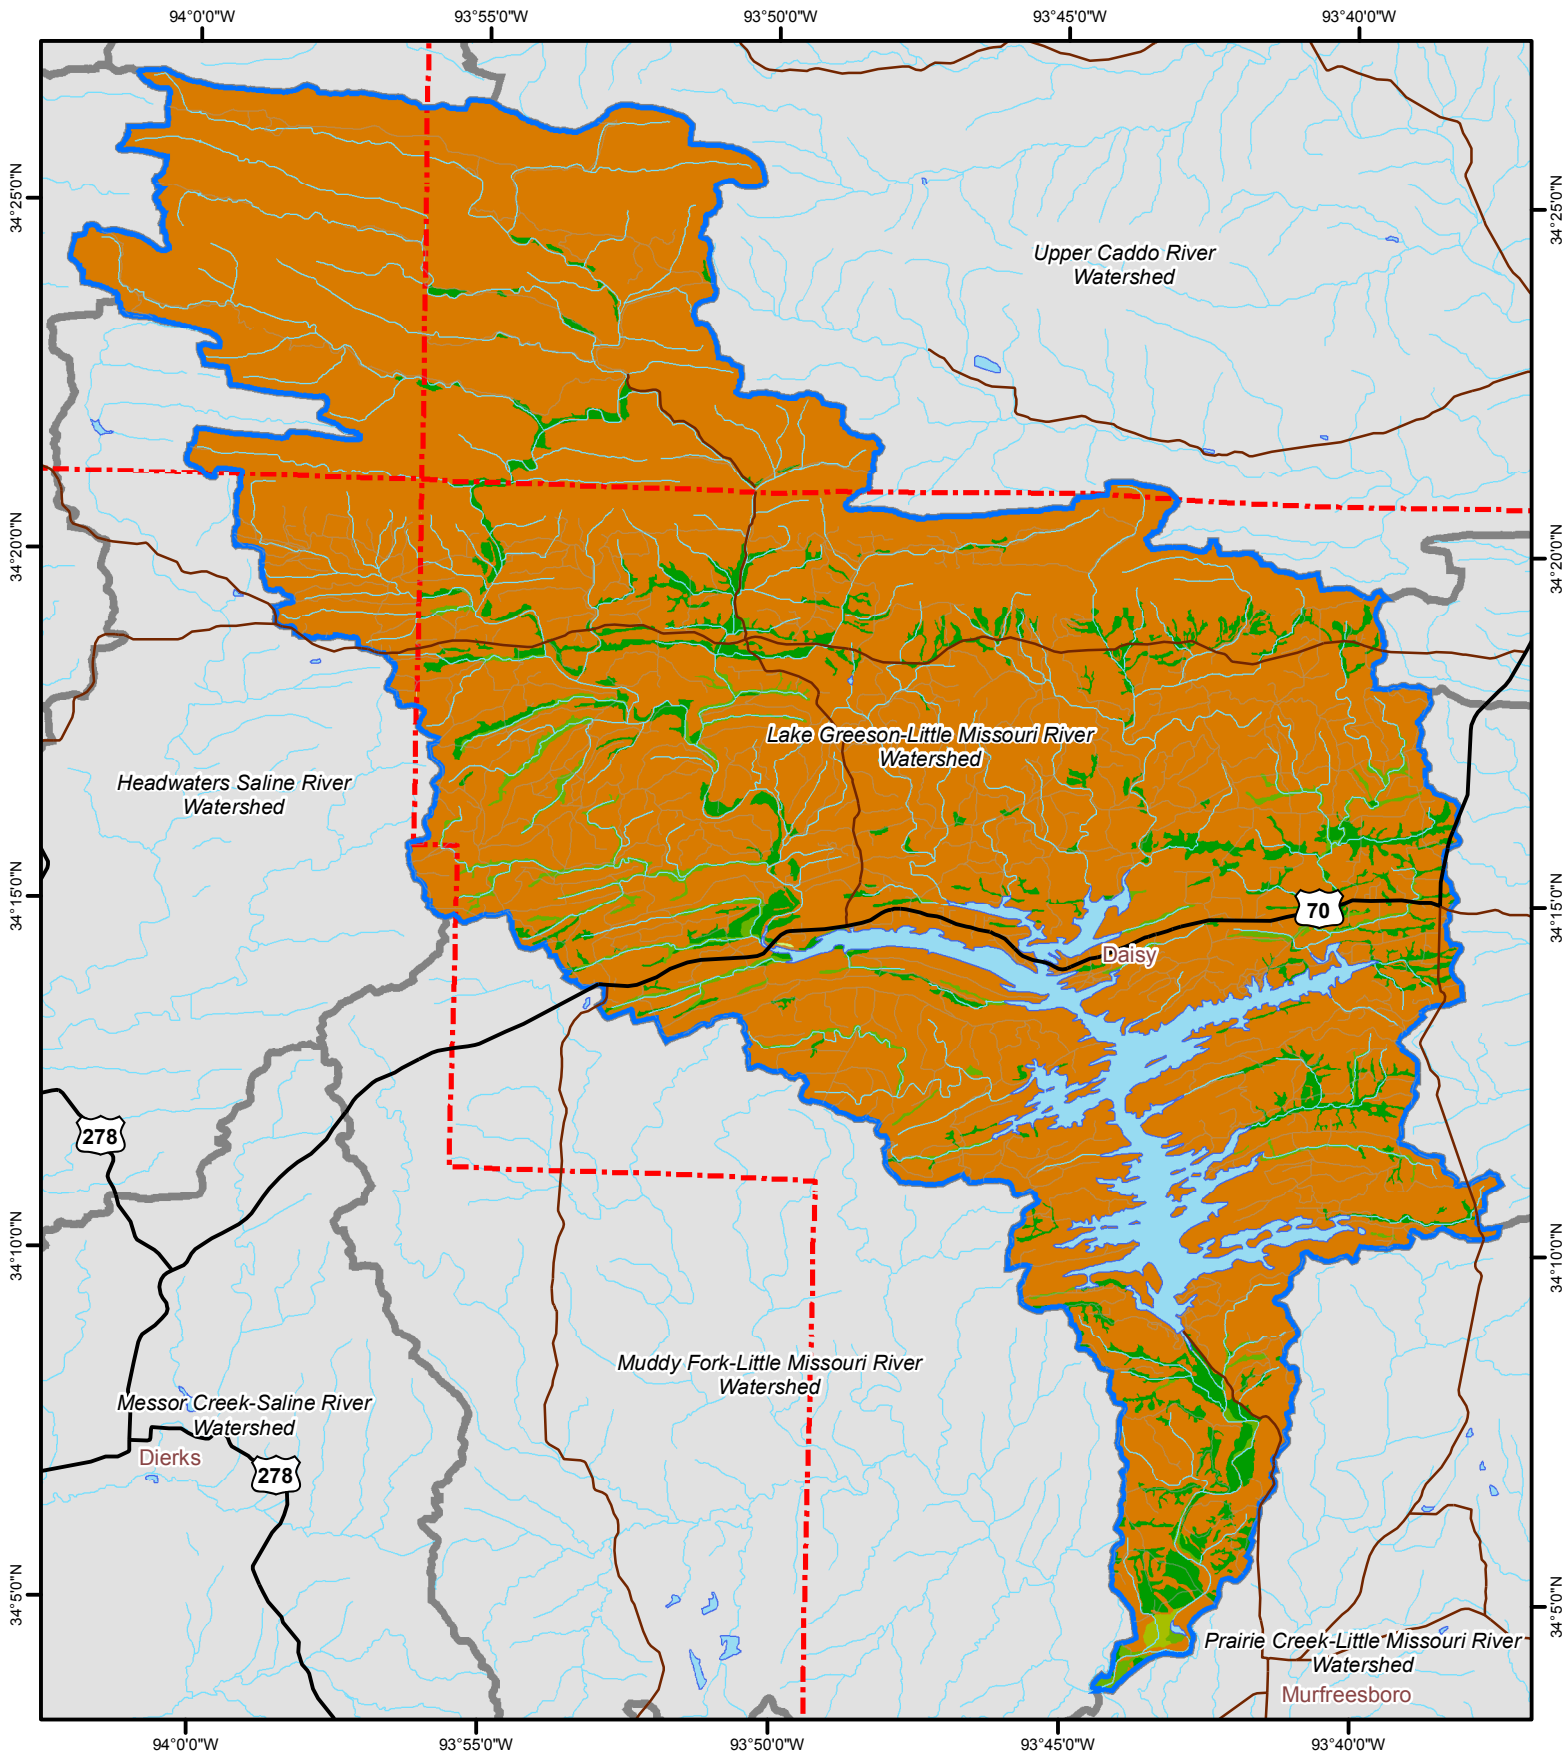 94°0'0"W
93°55'0"W
93°50'0"W
93°45'0"W
93°40'0"W
34°25'0"N
34°25'0"N
Upper Caddo River
Watershed
34°20'0"N
34°20'0"N
Lake Greeson-Little Missouri River
Watershed
Headwaters Saline River
Watershed
34°15'0"N
34°15'0"N
70
Daisy
278
34°10'0"N
34°10'0"N
Muddy Fork-Little Missouri River
Watershed
Messor Creek-Saline River
Watershed
Dierks
278
34°5'0"N
34°5'0"N
Prairie Creek-Little Missouri River
Watershed
Murfreesboro
94°0'0"W
93°55'0"W
93°50'0"W
93°45'0"W
93°40'0"W